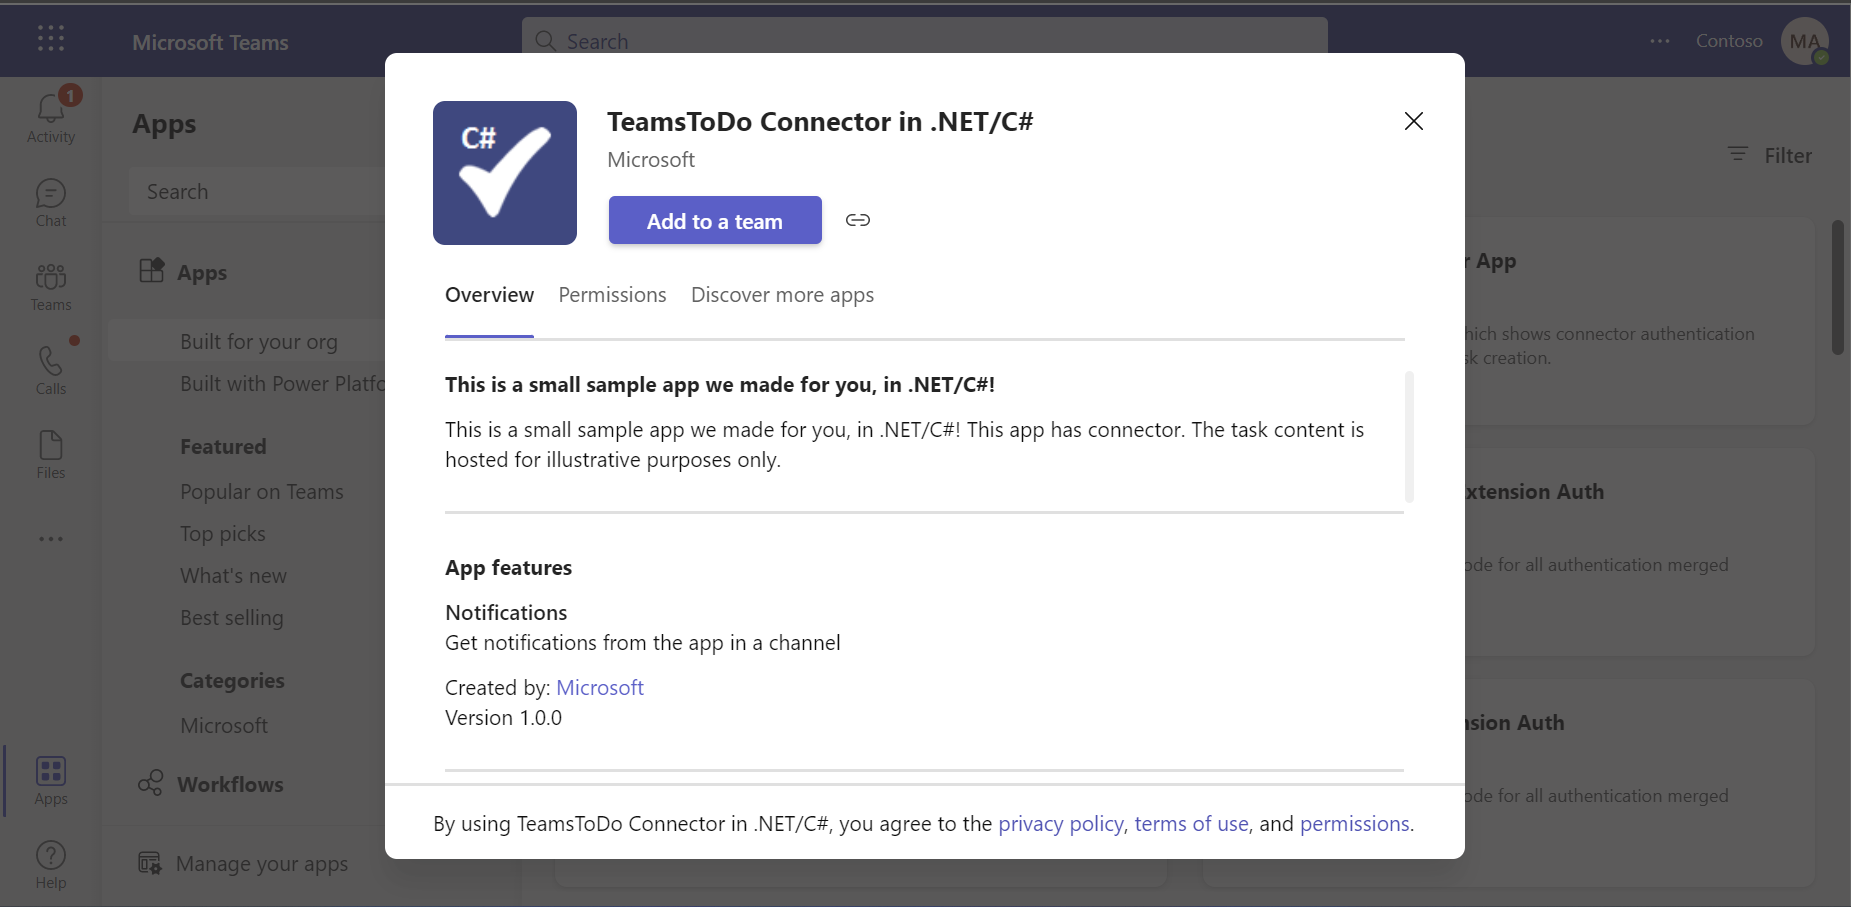 Microsoft Teams
Search
Contoso
MA
1
Activity
Chat
Teams
Calls
Files
Apps
Help
Apps
Search
Apps
Built for your org
Built with Power Platfo
Featured
Popular on Teams
Top picks
What's new
Best selling
Categories
Microsoft
Workflows
Manage your apps
C#
TeamsToDo Connector in .NET/C#
Microsoft
Add to a team
Overview
Permissions
Discover more apps
This is a small sample app we made for you, in .NET/C#!
This is a small sample app we made for you, in .NET/C#! This app has connector. The task content is
hosted for illustrative purposes only.
App features
Notifications
Get notifications from the app in a channel
Created by: Microsoft
Version 1.0.0
By using TeamsToDo Connector in .NET/C#, you agree to the privacy policy, terms of use, and permissions.
Filter
App
shows connector authentication
creation.
Auth
for all authentication merged
Auth
for all authentication merged